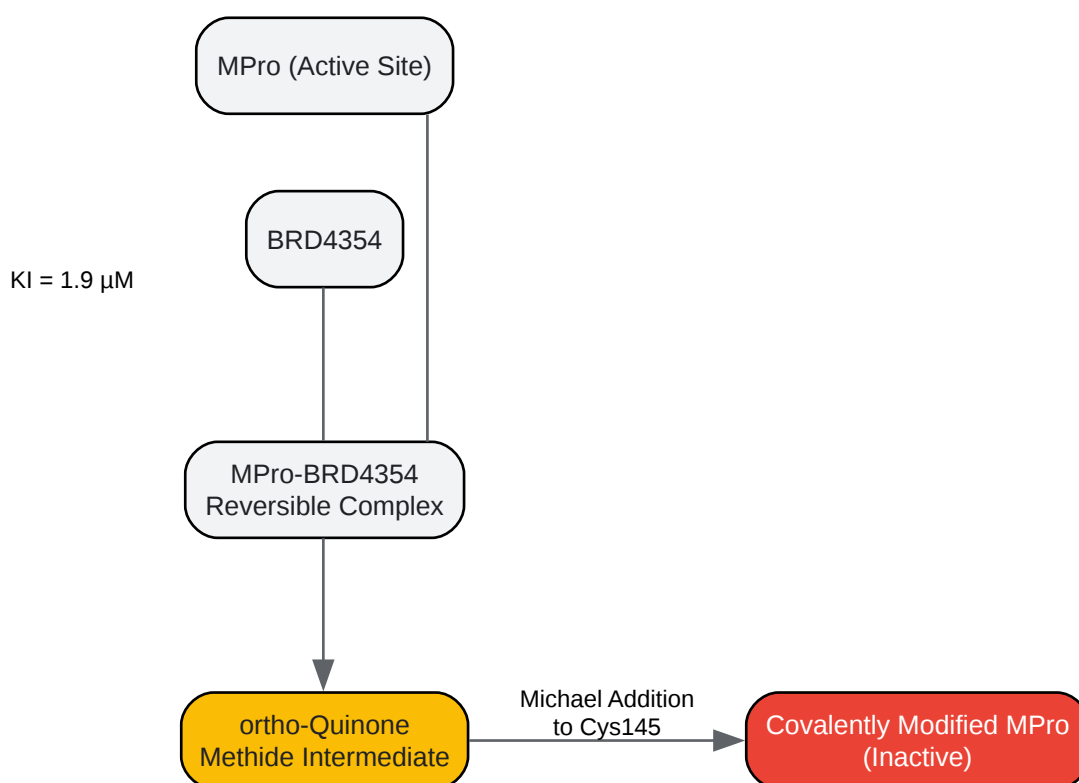 MPro (Active Site)
BRD4354
KI = 1.9 µM
MPro-BRD4354
Reversible Complex
Michael Addition
to Cys145
ortho-Quinone
Methide Intermediate
Covalently Modified MPro
(Inactive)